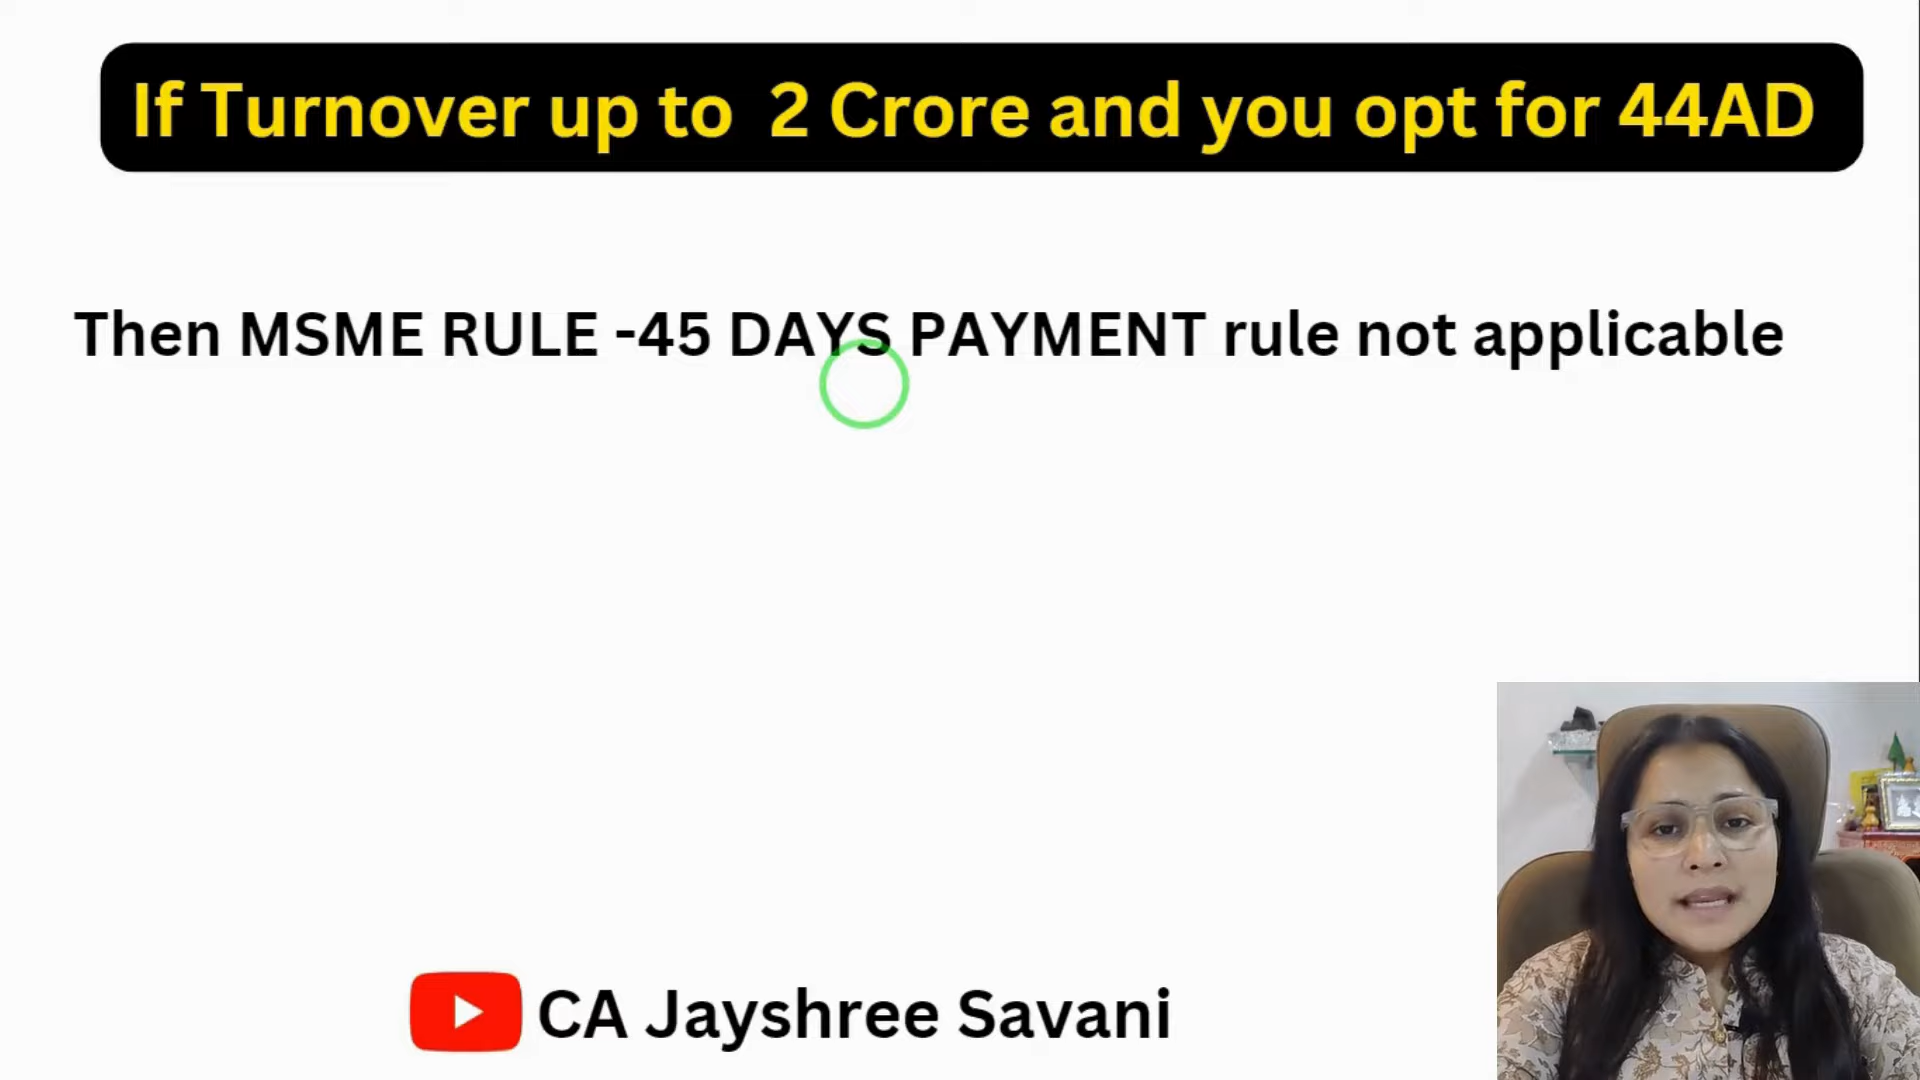 If Turnover up to 2 Crore and you opt for 44AD
Then MSME RULE -45 DAYS PAYMENT rule not applicable
CA Jayshree Savani